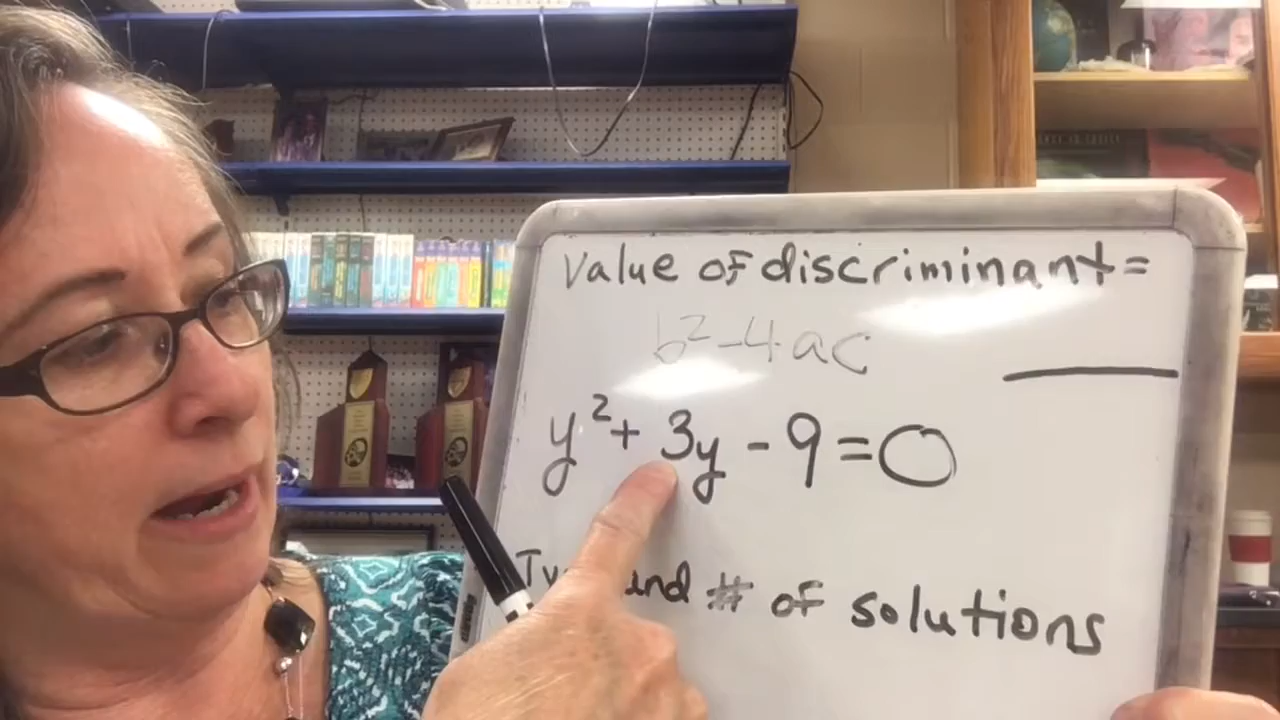 value of discriminant =
b²-4ac
y²+ 3y - 9 = 0
and # of solutions